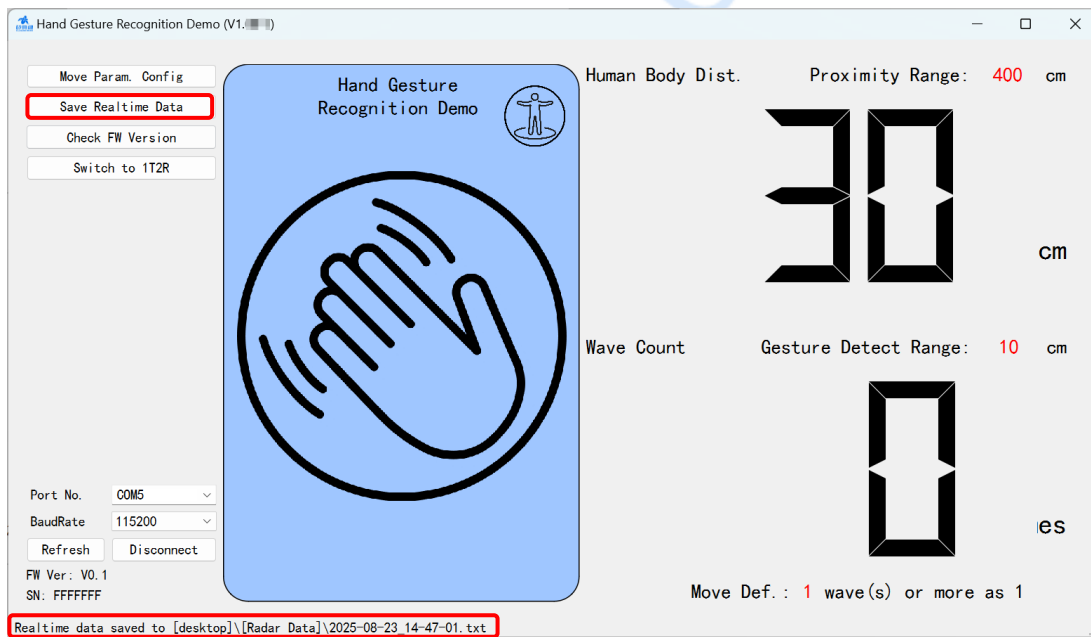 Hand Gesture Recognition Demo (V1.
Move Param. Config
Save Realtime Data
Check FW Version
Switch to 1T2R
Hand Gesture
Recognition Demo
Human Body Dist.
Proximity Range: 400 cm
30
cm
Wave Count
Gesture Detect Range: 10 cm
0
es
Move Def.: 1 wave(s) or more as 1
Port No. COM5
BaudRate 115200
Refresh Disconnect
FW Ver: V0.1
SN: FFFFFFF
Realtime data saved to [desktop]\[Radar Data]\2025-08-23_14-47-01.txt